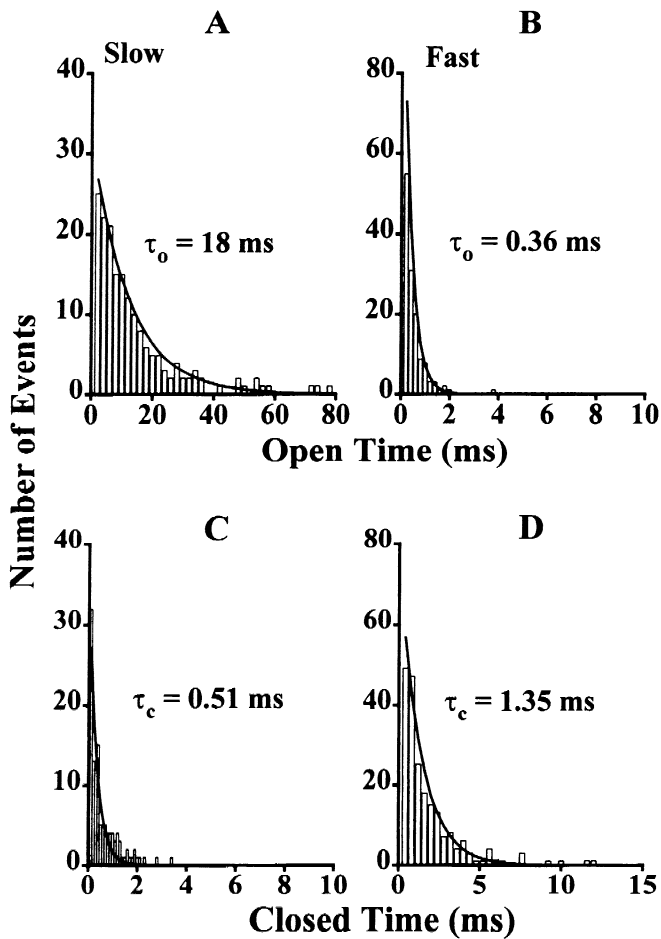 A
B
Slow
Fast
40
30
20
10
0
τo = 18 ms
0 20 40 60 80
80
60
40
20
0
τo = 0.36 ms
0 2 4 6 8 10
Open Time (ms)
Number of Events
C
D
40
30
20
10
0
τc = 0.51 ms
0 2 4 6 8 10
80
60
40
20
0
τc = 1.35 ms
0 5 10 15
Closed Time (ms)